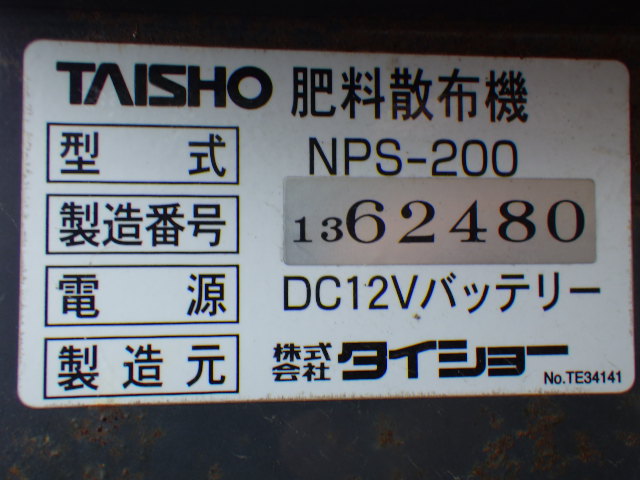 TAISHO 肥料散布機
型式 NPS-200
製造番号 1362480
電源 DC12Vバッテリー
製造元 株式会社 タイショー
No.TE34141